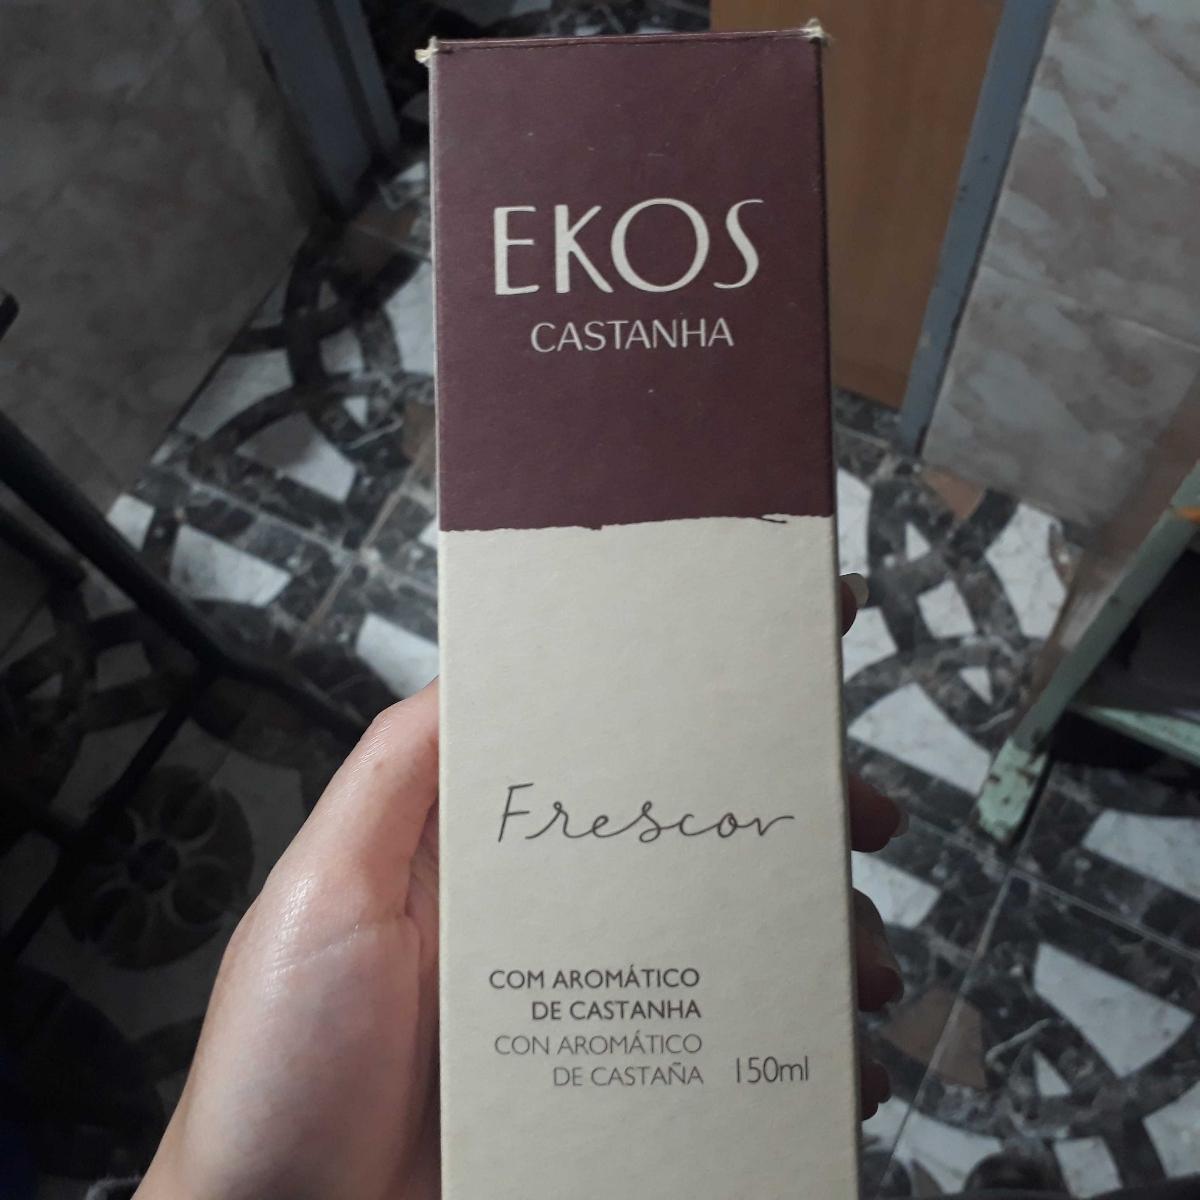 EKOS
CASTANHA
Frescor
COM AROMÁTICO
DE CASTANHA
CON AROMÁTICO
DE CASTAÑA
150ml